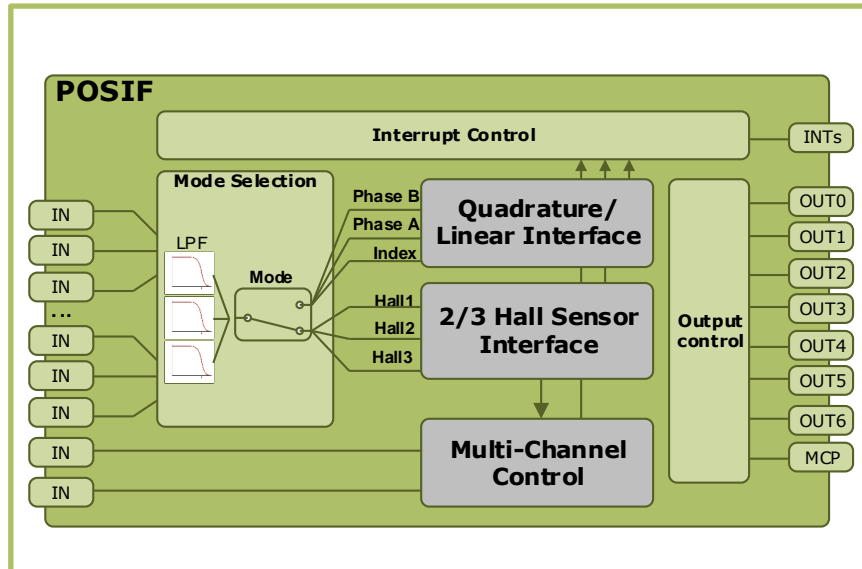 POSIF
Interrupt Control
INTs
Mode Selection
LPF
Mode
IN
IN
IN
...
IN
IN
IN
IN
IN
Phase B
Phase A
Index
Hall1
Hall2
Hall3
Quadrature/
Linear Interface
2/3 Hall Sensor
Interface
Multi-Channel
Control
Output
control
OUT0
OUT1
OUT2
OUT3
OUT4
OUT5
OUT6
MCP